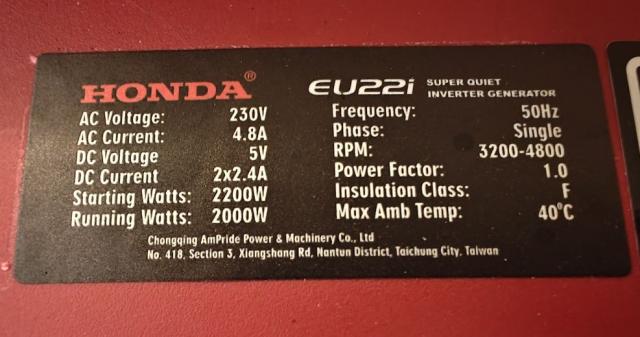 HONDA®
EU22i SUPER QUIET INVERTER GENERATOR
AC Voltage: 230V
AC Current: 4.8A
DC Voltage 5V
DC Current 2x2.4A
Starting Watts: 2200W
Running Watts: 2000W
Frequency: 50Hz
Phase: Single
RPM: 3200-4800
Power Factor: 1.0
Insulation Class: F
Max Amb Temp: 40°C
Chongqing AmPride Power & Machinery Co., Ltd
No. 418, Section 3, Xiangshang Rd, Nantun District, Taichung City, Taiwan